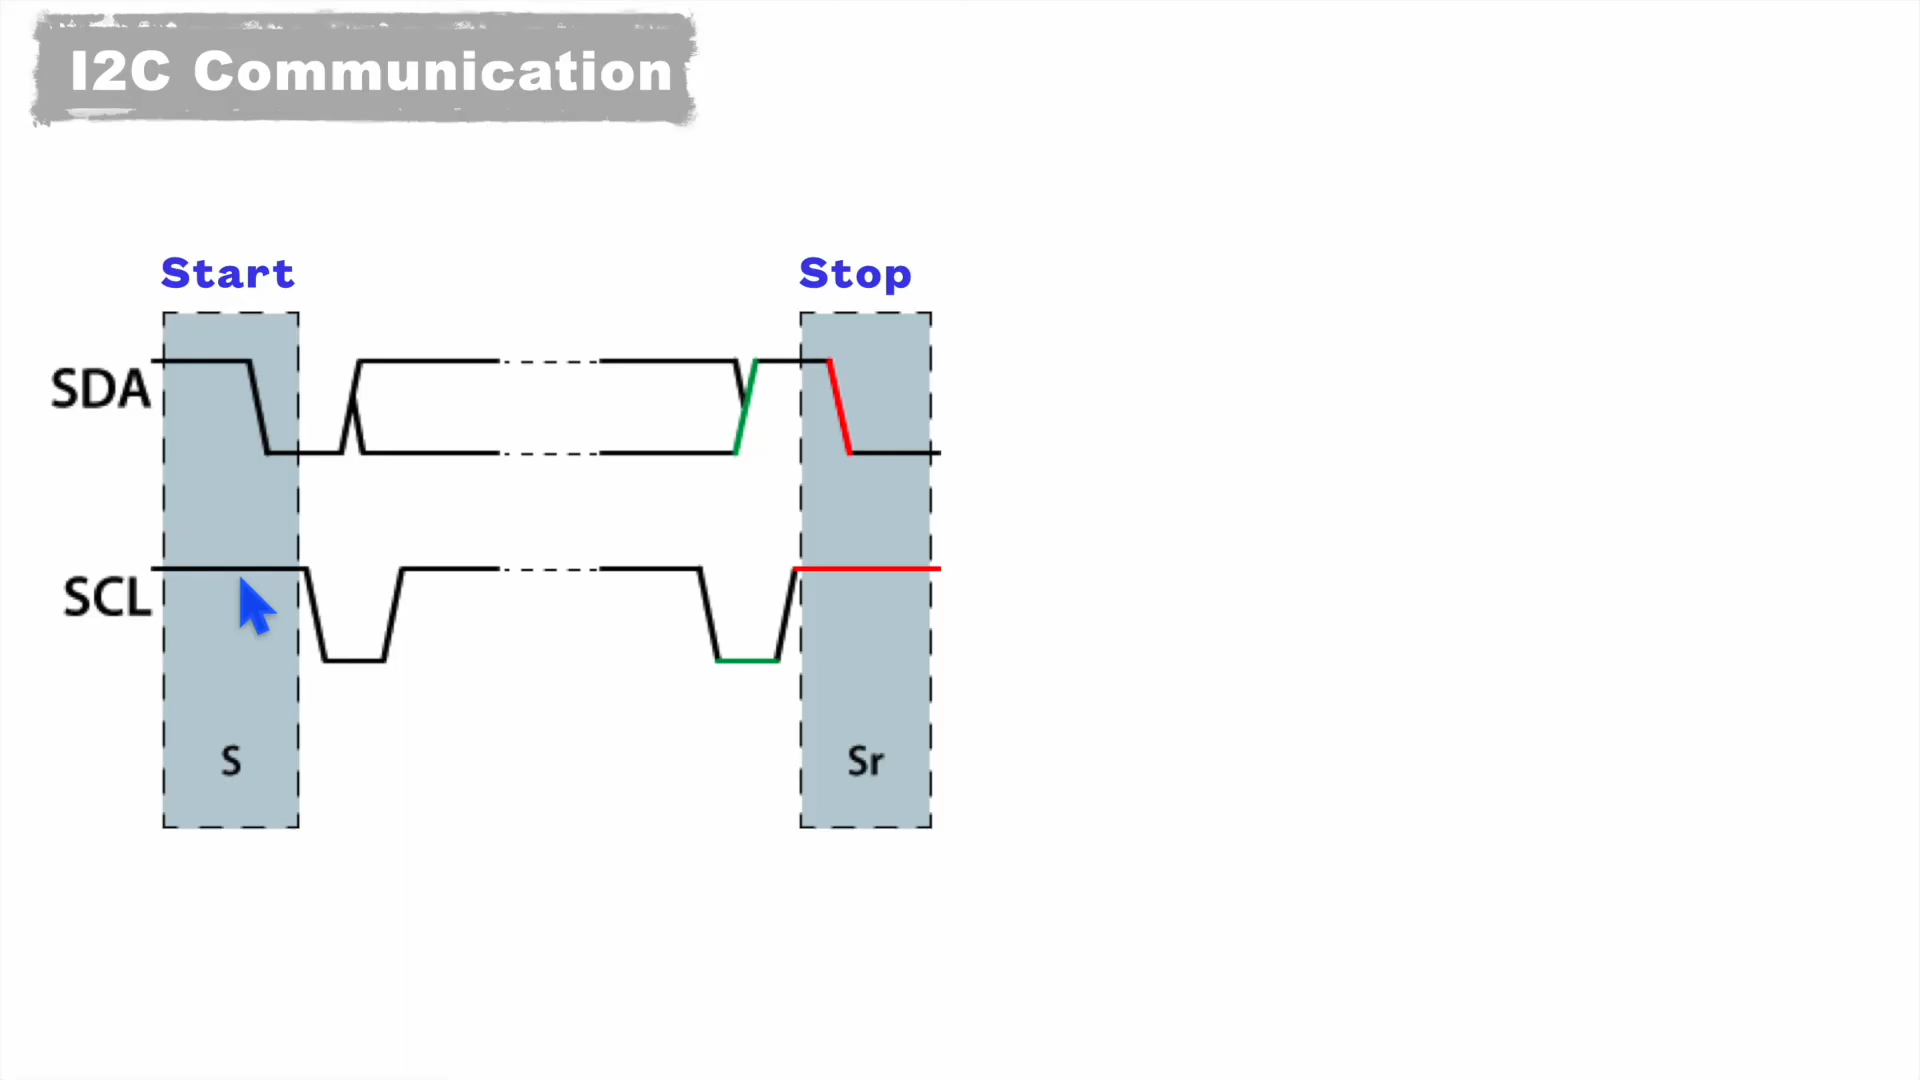 I2C Communication
Start Stop
SDA
SCL
S Sr